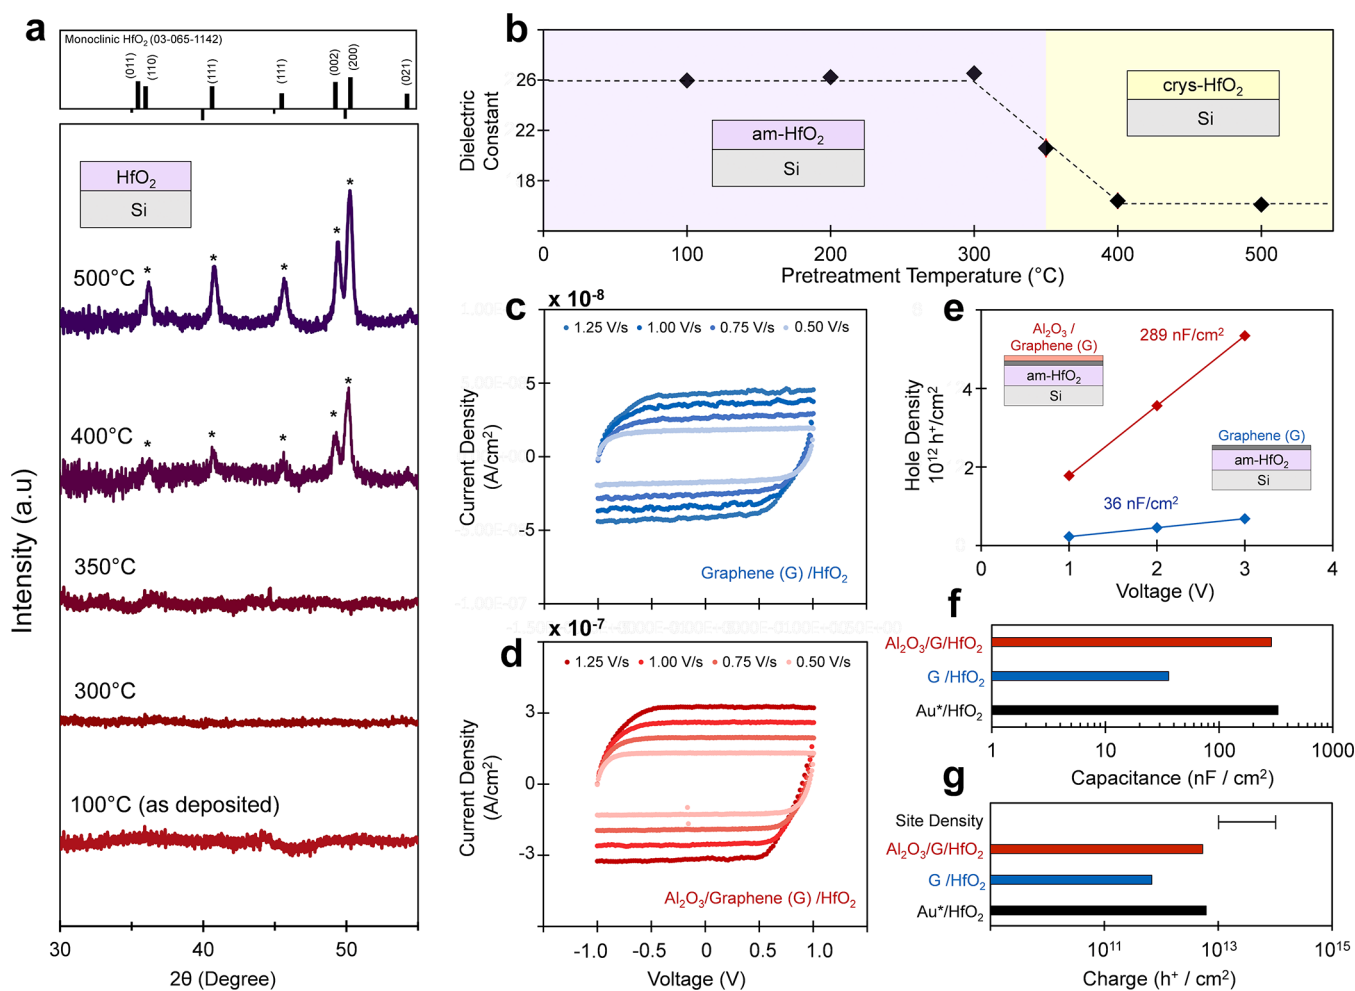 a
Monoclinic HfO₂ (03-065-1142)
(011)
(110)
(111)
(111)
(002)
(200)
(021)
HfO₂
Si
500°C
* * * * *
400°C
* * * * *
350°C
300°C
100°C (as deposited)
Intensity (a.u)
30 40 50
2θ (Degree)
b
Dielectric
Constant
26
22
18
am-HfO₂
Si
crys-HfO₂
Si
0 100 200 300 400 500
Pretreatment Temperature (°C)
c
x 10-8
1.25 V/s 1.00 V/s 0.75 V/s 0.50 V/s
Current Density
(A/cm²)
5
0
-5
Graphene (G) /HfO₂
d
x 10-7
1.25 V/s 1.00 V/s 0.75 V/s 0.50 V/s
Current Density
(A/cm²)
3
0
-3
Al₂O₃/Graphene (G) /HfO₂
-1.0 -0.5 0 0.5 1.0
Voltage (V)
e
Al₂O₃ /
Graphene (G)
am-HfO₂
Si
289 nF/cm²
Graphene (G)
am-HfO₂
Si
36 nF/cm²
Hole Density
10¹² h⁺/cm²
4
2
0 1 2 3 4
Voltage (V)
f
Al₂O₃/G/HfO₂
G /HfO₂
Au*/HfO₂
1 10 100 1000
Capacitance (nF / cm²)
g
Site Density
Al₂O₃/G/HfO₂
G /HfO₂
Au*/HfO₂
10¹¹ 10¹³ 10¹⁵
Charge (h⁺ / cm²)